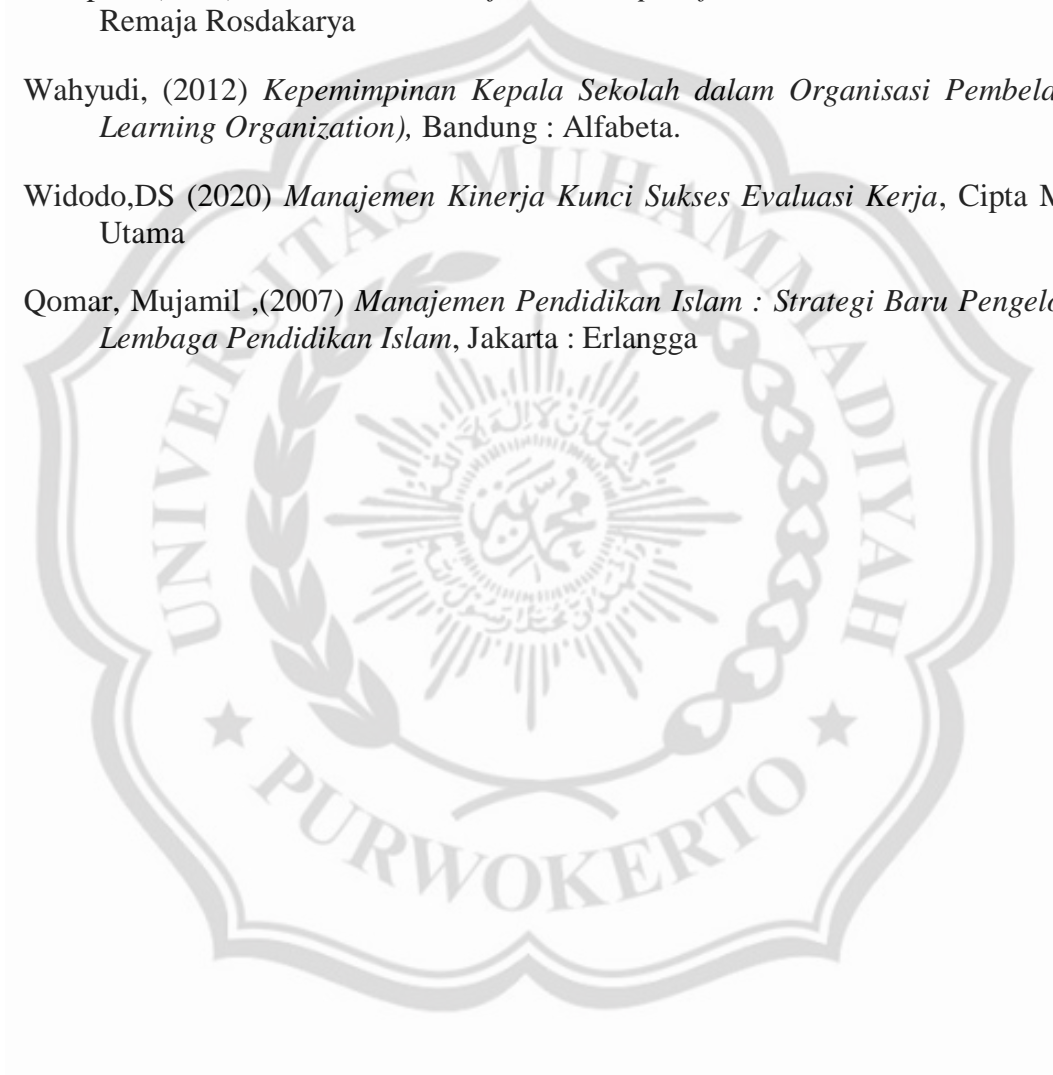 Remaja Rosdakarya
Wahyudi, (2012) Kepemimpinan Kepala Sekolah dalam Organisasi
Learning Organization), Bandung : Alfabeta.
Widodo,DS (2020) Manajemen Kinerja Kunci Sukses Evaluasi Kerja, Cipta
Utama
Qomar, Mujamil ,(2007) Manajemen Pendidikan Islam : Strategi Baru
Lembaga Pendidikan Islam, Jakarta : Erlangga
UNIVERSITAS MUHAMMADIYAH
PURWOKERTO